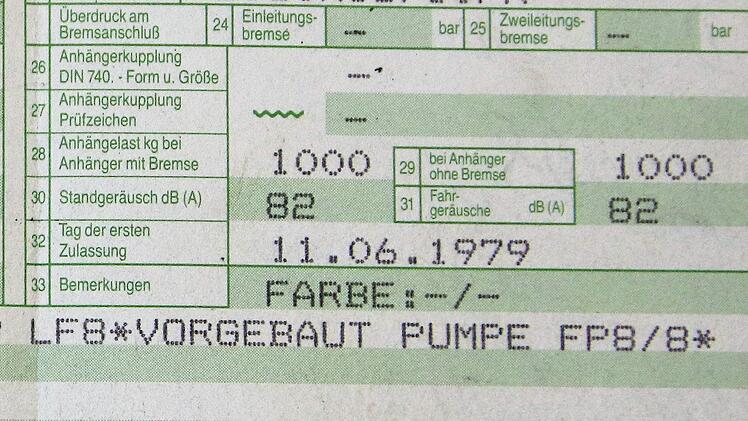 Überdruck am Bremsanschluß 24 Einleitungs-bremse -- bar 25 Zweileitungs-bremse -- bar
26 Anhängerkupplung DIN 740. - Form u. Größe --
27 Anhängerkupplung Prüfzeichen --
28 Anhängelast kg bei Anhänger mit Bremse 1000 29 bei Anhänger ohne Bremse 1000
30 Standgeräusch dB (A) 82 31 Fahr-geräusche dB (A) 82
32 Tag der ersten Zulassung 11.06.1979
33 Bemerkungen FARBE:-/-
LF8*VORGEBAUT PUMPE FP8/8*